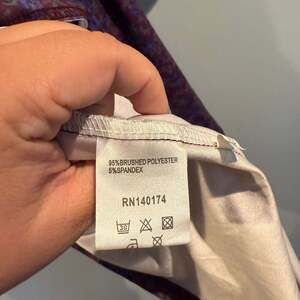 95%BRUSHED POLYESTER
5%SPANDEX
RN140174